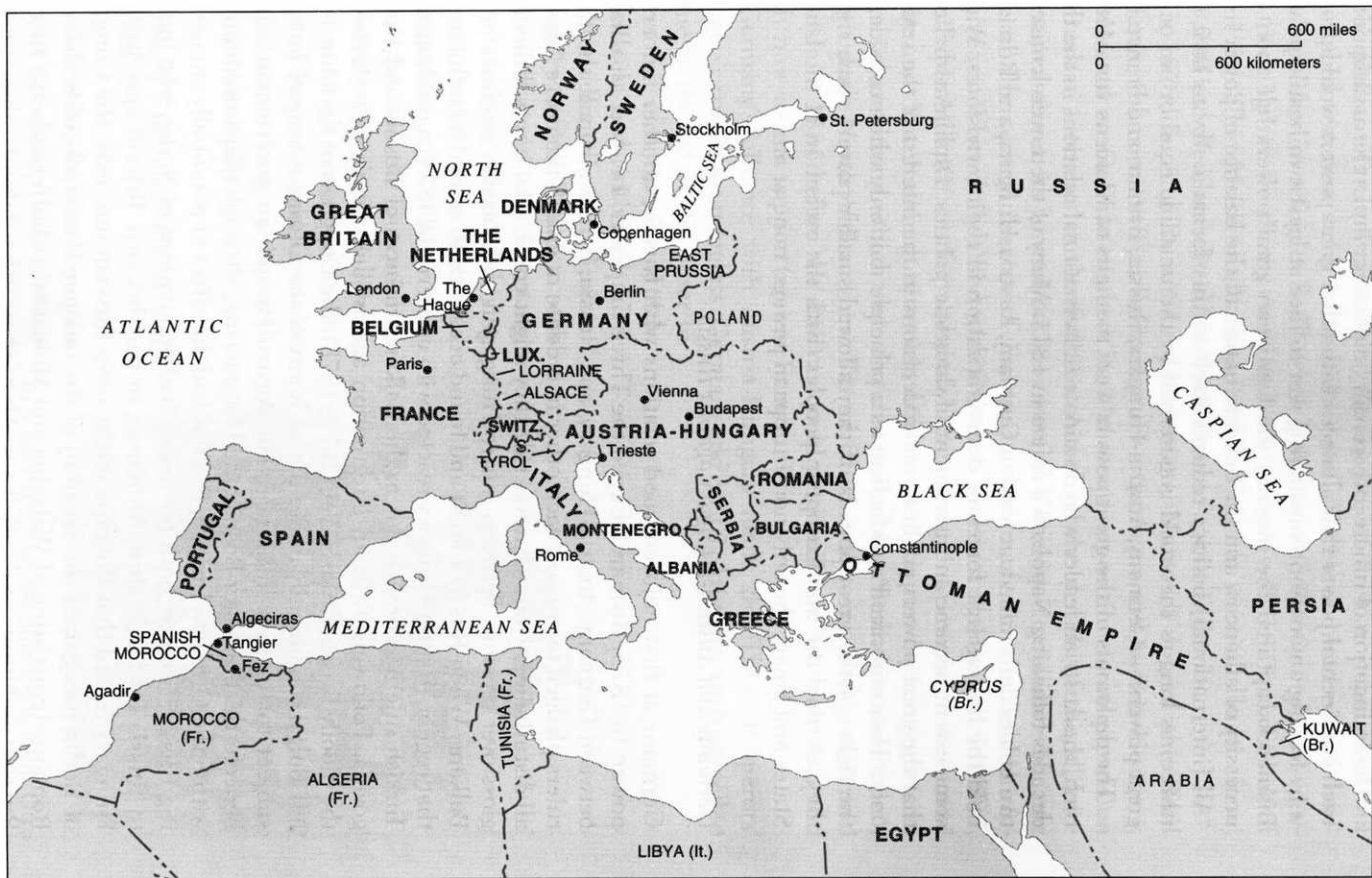 0 600 miles
0 600 kilometers
NORWAY
SWEDEN
Stockholm
St. Petersburg
BALTIC SEA
RUSSIA
NORTH
SEA
DENMARK
Copenhagen
GREAT
BRITAIN
THE
NETHERLANDS
EAST
PRUSSIA
London
The
Hague
Berlin
GERMANY
POLAND
ATLANTIC
OCEAN
BELGIUM
LUX.
LORRAINE
ALSACE
Paris
FRANCE
Vienna
Budapest
SWITZ.
AUSTRIA-HUNGARY
S.
TYROL
Trieste
ITALY
ROMANIA
BLACK SEA
CASPIAN SEA
PORTUGAL
SPAIN
MONTENEGRO
SERBIA
BULGARIA
Rome
ALBANIA
Constantinople
OTTOMAN EMPIRE
PERSIA
GREECE
Algeciras
MEDITERRANEAN SEA
SPANISH
MOROCCO
Tangier
Fez
Agadir
MOROCCO
(Fr.)
ALGERIA
(Fr.)
TUNISIA (Fr.)
CYPRUS
(Br.)
KUWAIT
(Br.)
ARABIA
LIBYA (It.)
EGYPT